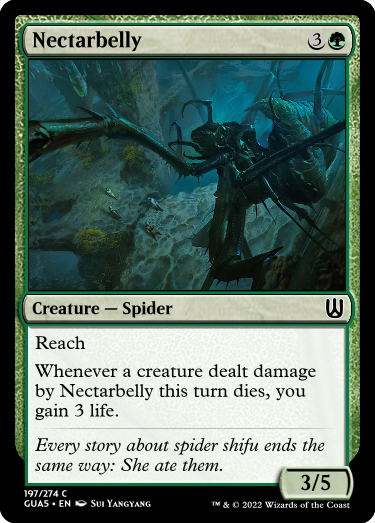 Nectarbelly 3
Creature — Spider
Reach
Whenever a creature dealt damage
by Nectarbelly this turn dies, you
gain 3 life.
Every story about spider shifu ends the
same way: She ate them.
3/5
197/274 C
GUA5 • EN Sui Yangyang
™ & © 2022 Wizards of the Coast